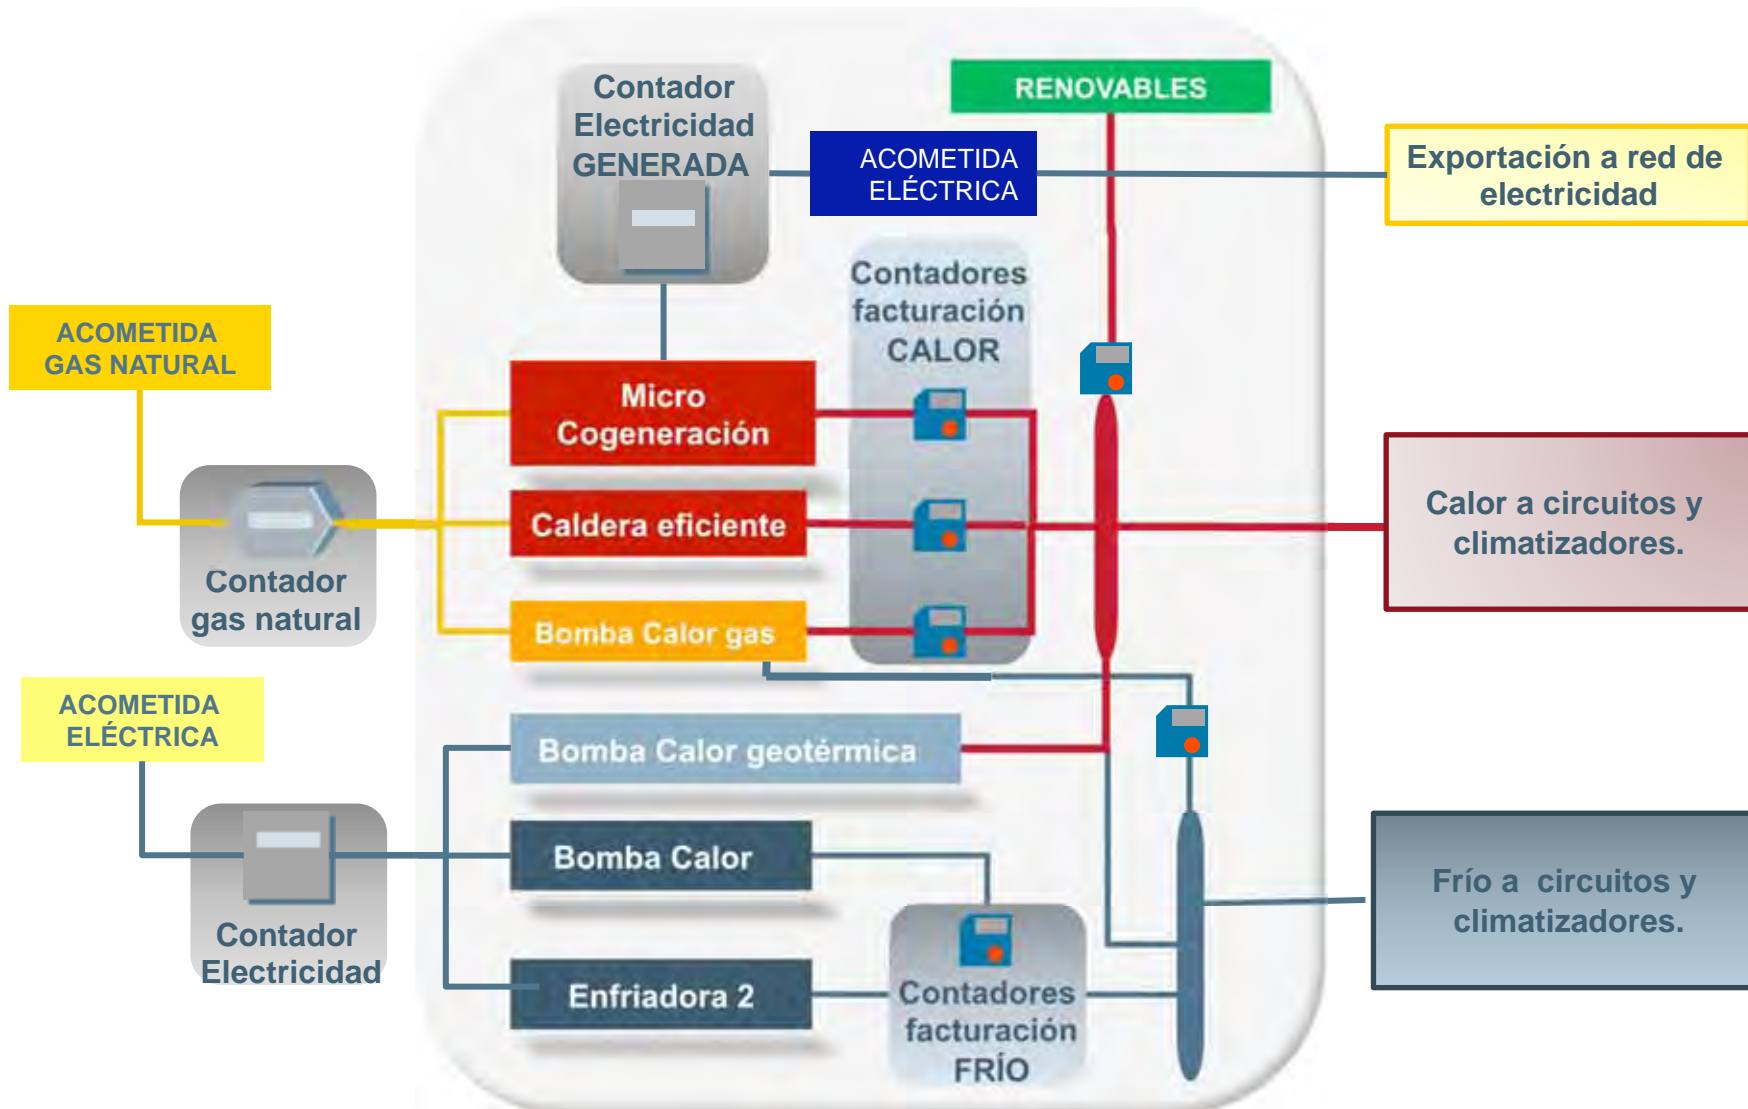 Contador
Electricidad
GENERADA
RENOVABLES
ACOMETIDA
ELÉCTRICA
Exportación a red de
electricidad
Contadores
facturación
CALOR
ACOMETIDA
GAS NATURAL
Micro
Cogeneración
Caldera eficiente
Calor a circuitos y
climatizadores.
Contador
gas natural
Bomba Calor gas
ACOMETIDA
ELÉCTRICA
Bomba Calor geotérmica
Bomba Calor
Frío a  circuitos y
climatizadores.
Contador
Electricidad
Enfriadora 2
Contadores
facturación
FRÍO